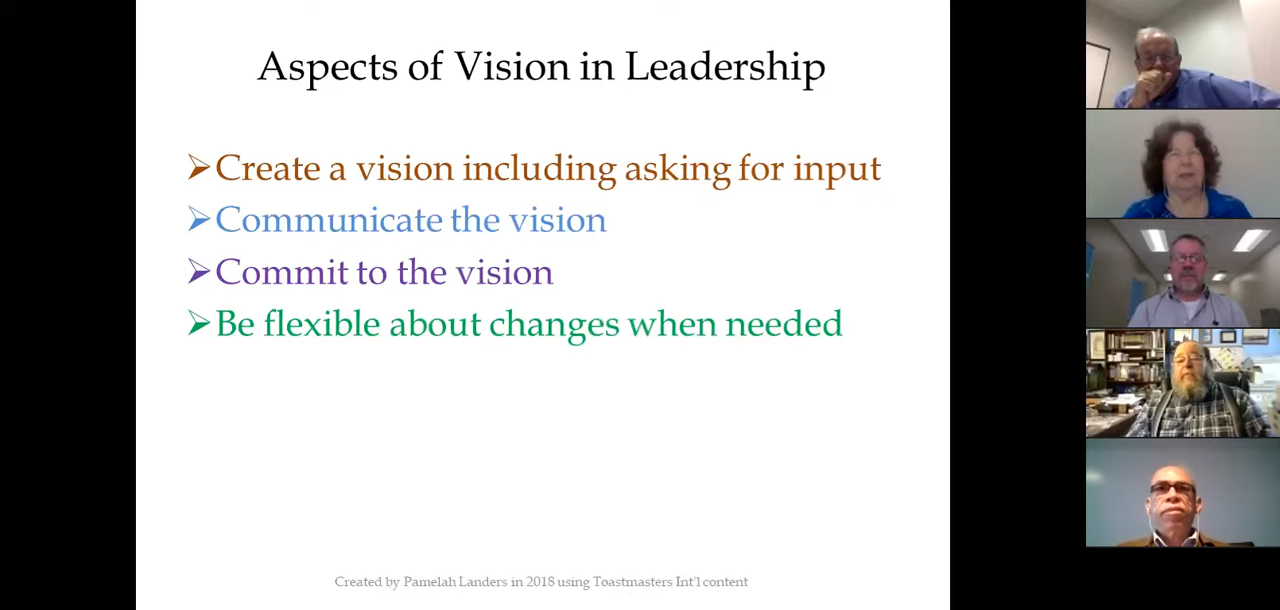 Aspects of Vision in Leadership
Create a vision including asking for input
Communicate the vision
Commit to the vision
Be flexible about changes when needed
Created by Pamelah Landers in 2018 using Toastmasters Int'l content